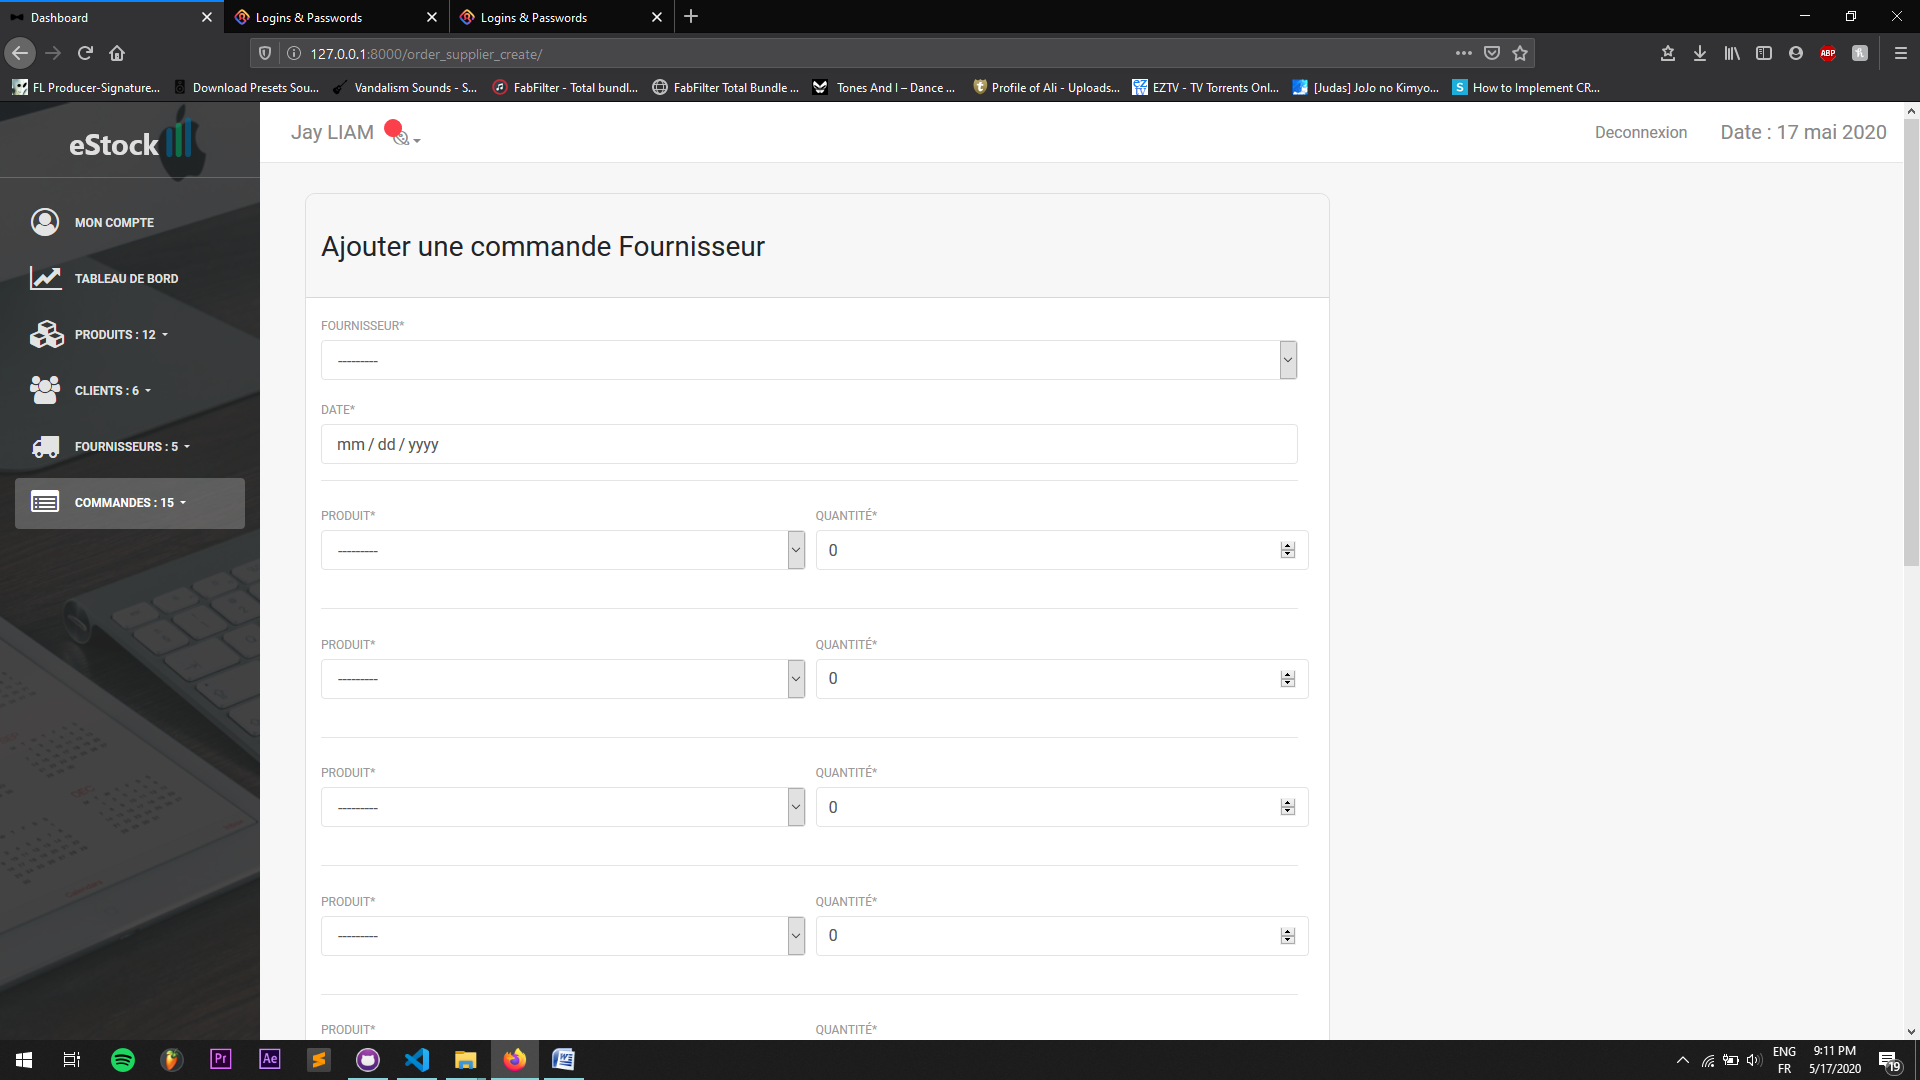 Dashboard
Logins & Passwords
Logins & Passwords
127.0.0.1:8000/order_supplier_create/
FL Producer-Signature...
Download Presets Sou...
Vandalism Sounds - S...
FabFilter - Total bundl...
FabFilter Total Bundle ...
Tones And I – Dance ...
Profile of Ali - Uploads...
EZTV - TV Torrents Onl...
[Judas] JoJo no Kimyo...
How to Implement CR...
ABP
eStock
Jay LIAM
Deconnexion
Date : 17 mai 2020
MON COMPTE
TABLEAU DE BORD
PRODUITS : 12
CLIENTS : 6
FOURNISSEURS : 5
COMMANDES : 15
Ajouter une commande Fournisseur
FOURNISSEUR*
---------
DATE*
mm / dd / yyyy
PRODUIT*
QUANTITÉ*
---------
0
PRODUIT*
QUANTITÉ*
---------
0
PRODUIT*
QUANTITÉ*
---------
0
PRODUIT*
QUANTITÉ*
---------
0
PRODUIT*
QUANTITÉ*
Pr
Ae
ENG
FR
9:11 PM
5/17/2020
19